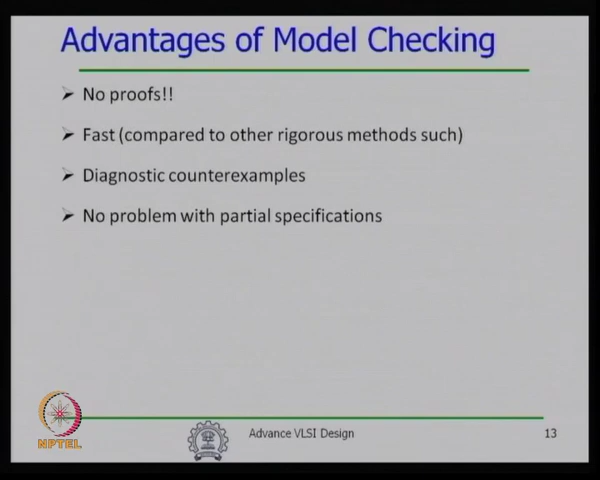 Advantages of Model Checking
➤ No proofs!!
➤ Fast (compared to other rigorous methods such)
➤ Diagnostic counterexamples
➤ No problem with partial specifications
NPTEL
Advance VLSI Design
13